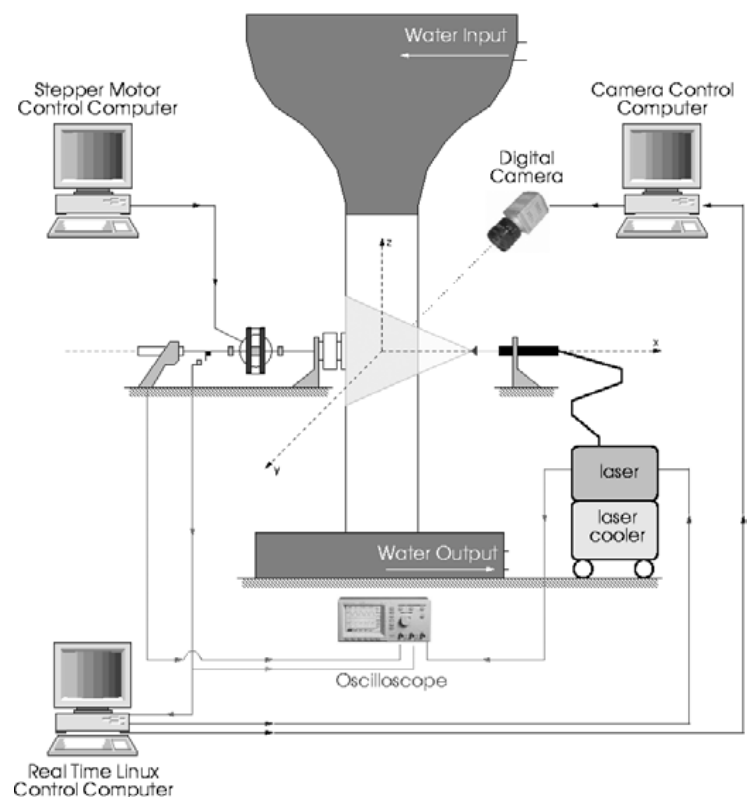 Water Input
Stepper Motor
Control Computer
Camera Control
Computer
Digital
Camera
z
x
y
laser
laser
cooler
Water Output
Oscilloscope
Real Time Linux
Control Computer